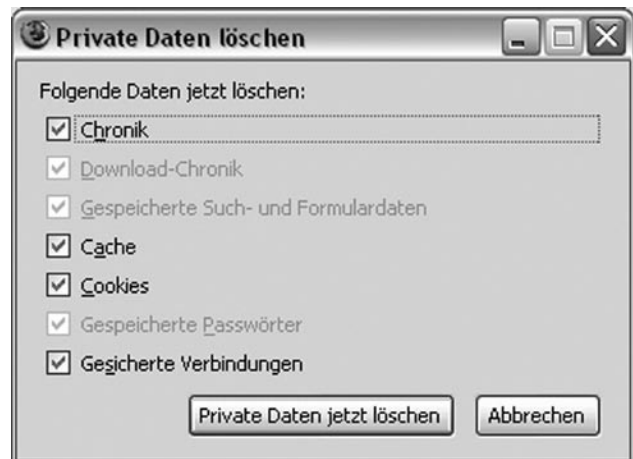 Private Daten löschen
Folgende Daten jetzt löschen:
Chronik
Download-Chronik
Gespeicherte Such- und Formulardaten
Cache
Cookies
Gespeicherte Passwörter
Gesicherte Verbindungen
Private Daten jetzt löschen Abbrechen